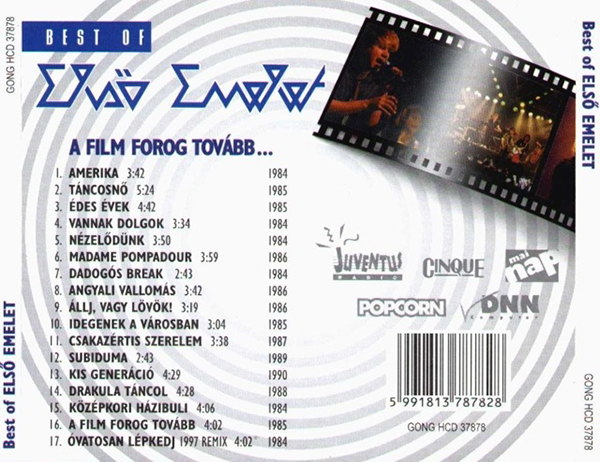 BEST OF
Első Emelet
A FILM FOROG TOVÁBB...
1. AMERIKA 3:42 1984
2. TÁNCOSNŐ 5:24 1985
3. ÉDES ÉVEK 4:42 1985
4. VANNAK DOLGOK 3:34 1984
5. NÉZELŐDÜNK 3:50 1984
6. MADAME POMPADOUR 3:59 1986
7. DADOGÓS BREAK 2:43 1984
8. ANGYALI VALLOMÁS 3:42 1986
9. ÁLLJ, VAGY LÖVÖK! 3:19 1986
10. IDEGENEK A VÁROSBAN 3:04 1985
11. CSAKAZÉRTIS SZERELEM 3:38 1987
12. SUBIDUMA 2:43 1989
13. KIS GENERÁCIÓ 4:29 1990
14. DRAKULA TÁNCOL 4:28 1988
15. KÖZÉPKORI HÁZIBULI 4:06 1984
16. A FILM FOROG TOVÁBB 4:02 1985
17. ÓVATOSAN LÉPKEDJ 1997 REMIX 4:02 1984
JUVENTUS
RÁDIÓ
CINQUE
mai
nap
POPCORN
DNN
Computer
5 991813 787828
GONG HCD 37878
GONG HCD 37878
Best of ELSŐ EMELET
Best of ELSŐ EMELET
GONG HCD 37878